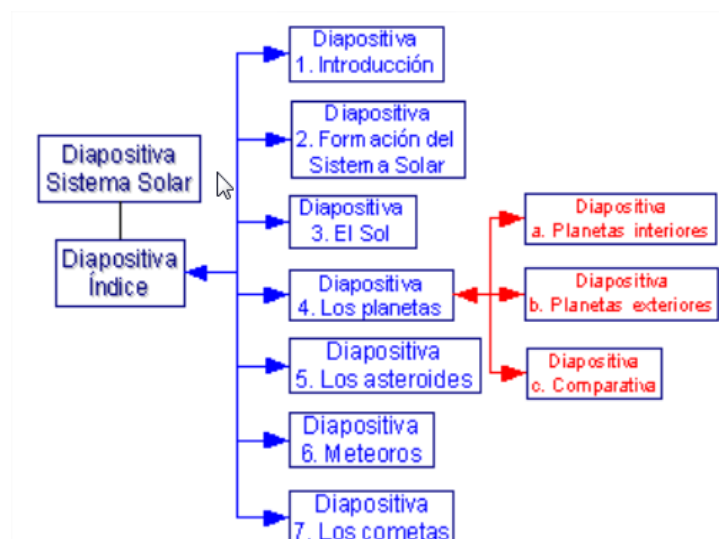 Diapositiva
Sistema Solar
Diapositiva
Índice
Diapositiva
1. Introducción
Diapositiva
2. Formación del
Sistema Solar
Diapositiva
3. El Sol
Diapositiva
4. Los planetas
Diapositiva
5. Los asteroides
Diapositiva
6. Meteoros
Diapositiva
7. Los cometas
Diapositiva
a. Planetas interiores
Diapositiva
b. Planetas exteriores
Diapositiva
c. Comparativa